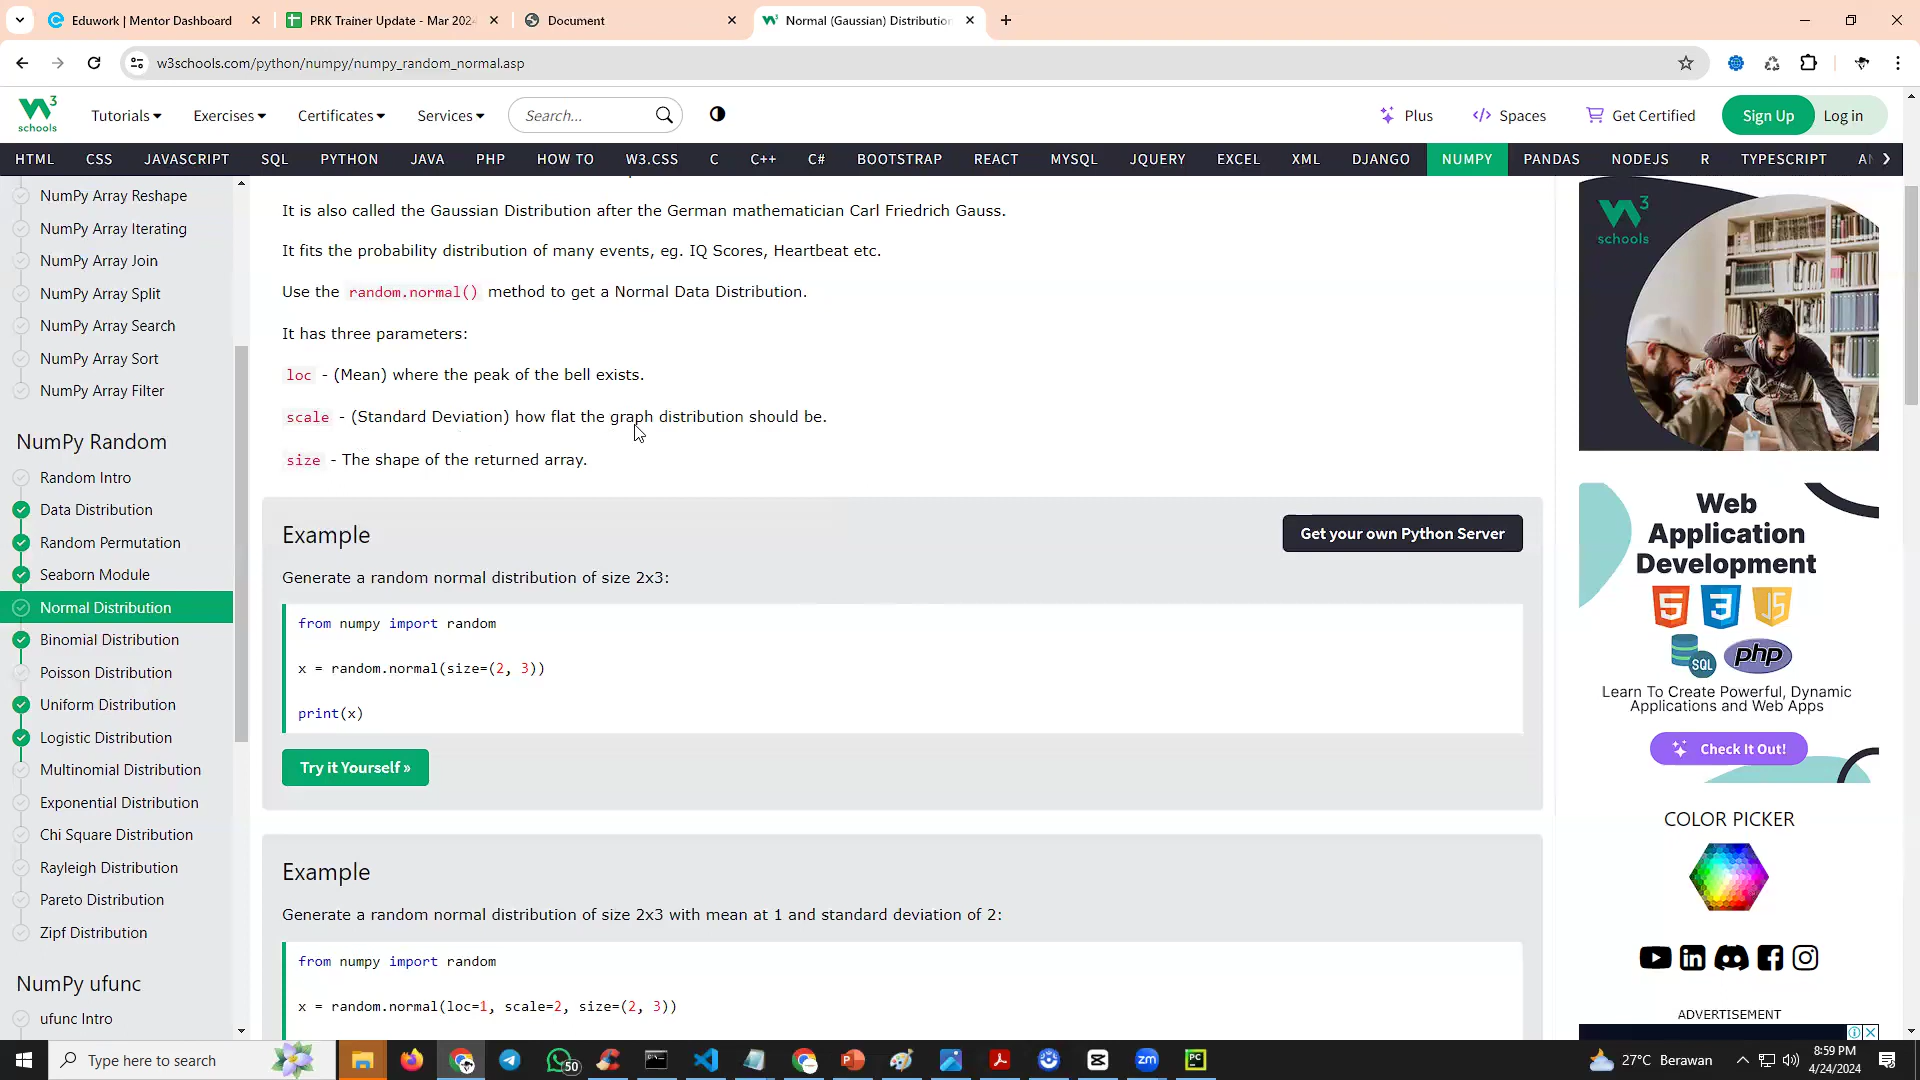 Eduwork | Mentor Dashboard
PRK Trainer Update - Mar 2024
Document
Normal (Gaussian) Distribution
w3schools.com/python/numpy/numpy_random_normal.asp
W3 schools
Tutorials
Exercises
Certificates
Services
Search...
Plus
Spaces
Get Certified
Sign Up
Log in
HTML CSS JAVASCRIPT SQL PYTHON JAVA PHP HOW TO W3.CSS C C++ C# BOOTSTRAP REACT MYSQL JQUERY EXCEL XML DJANGO NUMPY PANDAS NODEJS R TYPESCRIPT
NumPy Array Reshape
NumPy Array Iterating
NumPy Array Join
NumPy Array Split
NumPy Array Search
NumPy Array Sort
NumPy Array Filter
NumPy Random
Random Intro
Data Distribution
Random Permutation
Seaborn Module
Normal Distribution
Binomial Distribution
Poisson Distribution
Uniform Distribution
Logistic Distribution
Multinomial Distribution
Exponential Distribution
Chi Square Distribution
Rayleigh Distribution
Pareto Distribution
Zipf Distribution
NumPy ufunc
ufunc Intro
It is also called the Gaussian Distribution after the German mathematician Carl Friedrich Gauss.
It fits the probability distribution of many events, eg. IQ Scores, Heartbeat etc.
Use the random.normal() method to get a Normal Data Distribution.
It has three parameters:
loc - (Mean) where the peak of the bell exists.
scale - (Standard Deviation) how flat the graph distribution should be.
size - The shape of the returned array.
Example
Get your own Python Server
Generate a random normal distribution of size 2x3:
from numpy import random
x = random.normal(size=(2, 3))
print(x)
Try it Yourself »
Example
Generate a random normal distribution of size 2x3 with mean at 1 and standard deviation of 2:
from numpy import random
x = random.normal(loc=1, scale=2, size=(2, 3))
W3 schools
Web
Application
Development
5 3 JS
SQL php
Learn To Create Powerful, Dynamic
Applications and Web Apps
Check It Out!
COLOR PICKER
ADVERTISEMENT
Type here to search
50
zm
PC
27°C Berawan
8:59 PM
4/24/2024